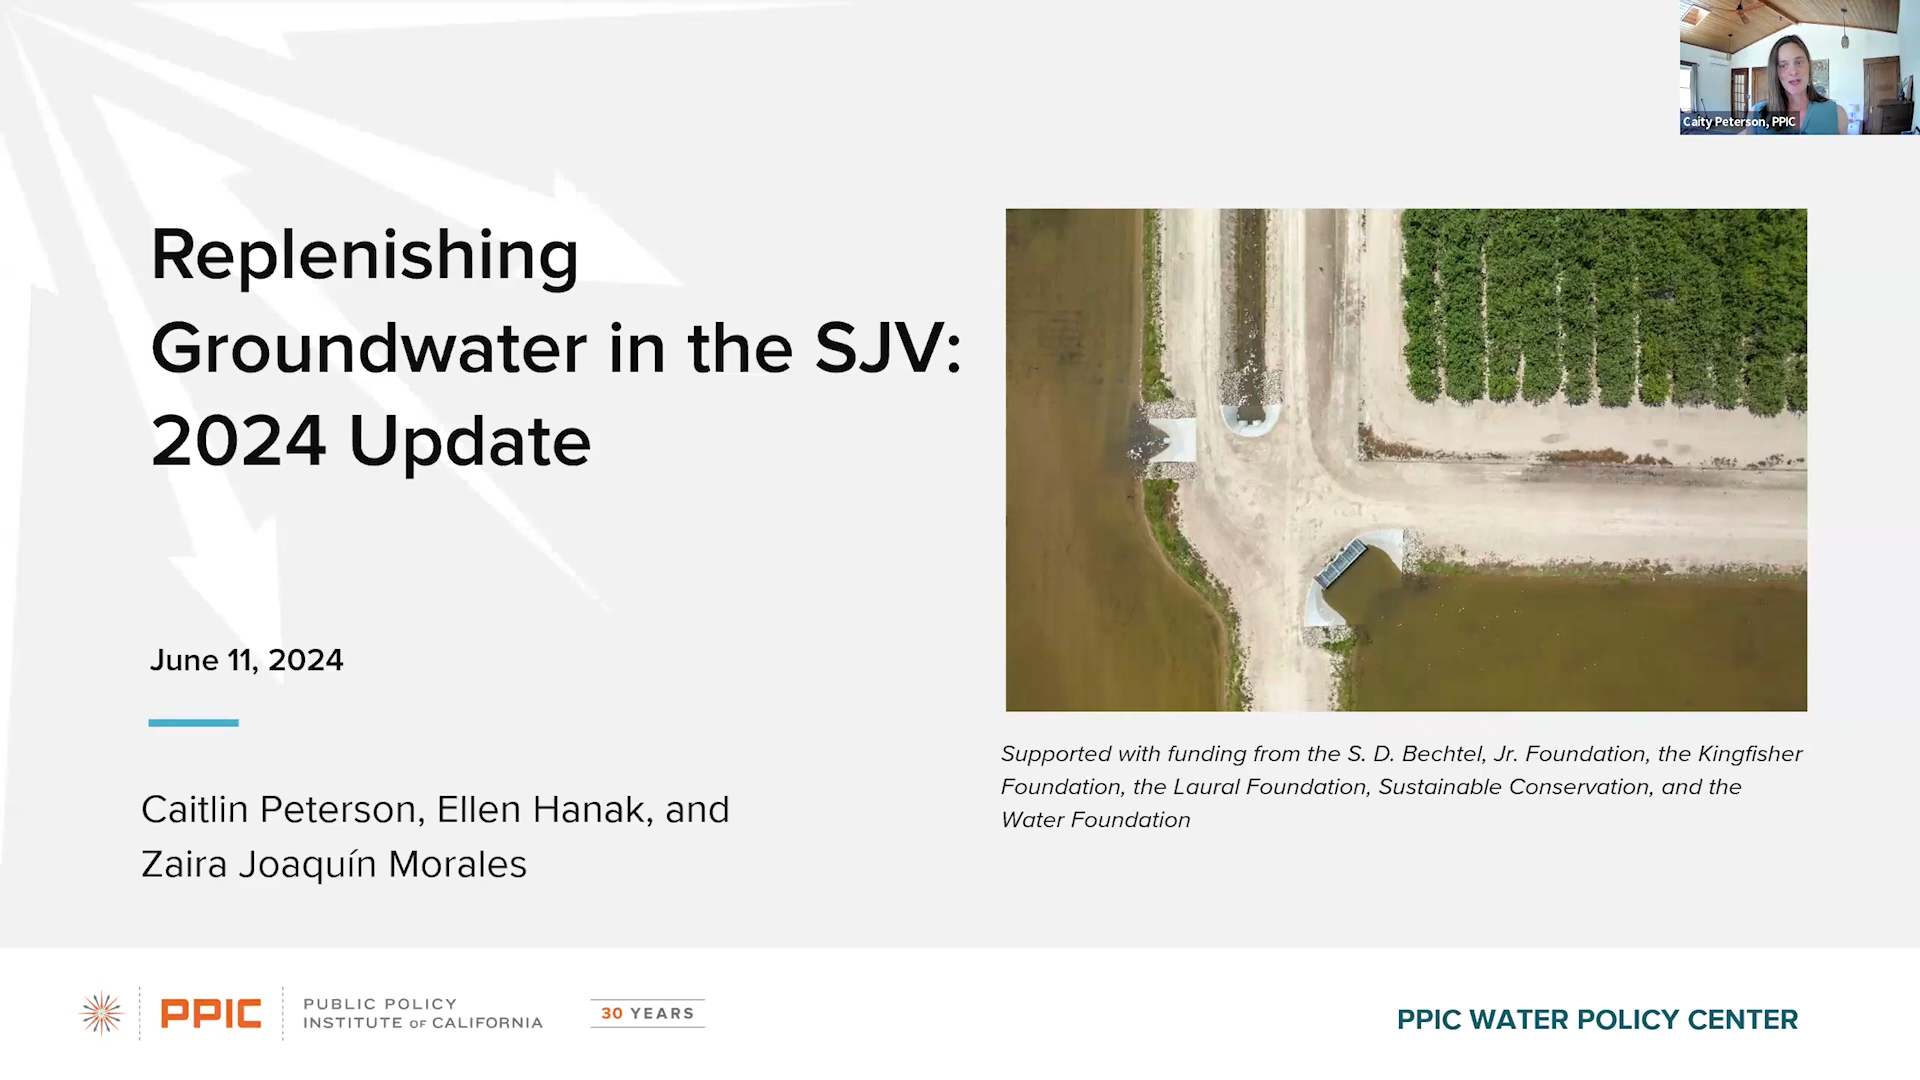 Caity Peterson, PPIC
Replenishing
Groundwater in the SJV:
2024 Update
June 11, 2024
Caitlin Peterson, Ellen Hanak, and
Zaira Joaquín Morales
Supported with funding from the S. D. Bechtel, Jr. Foundation, the Kingfisher
Foundation, the Laural Foundation, Sustainable Conservation, and the
Water Foundation
PPIC
PUBLIC POLICY
INSTITUTE OF CALIFORNIA
30 YEARS
PPIC WATER POLICY CENTER